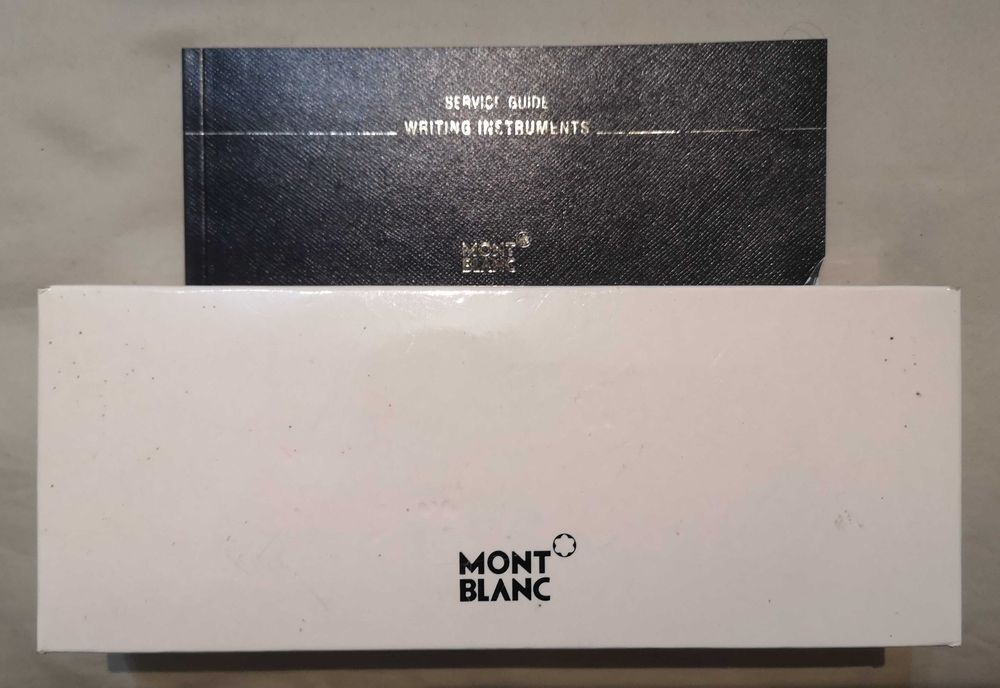 SERVICE GUIDE
WRITING INSTRUMENTS
MONT
BLANC
MONT
BLANC